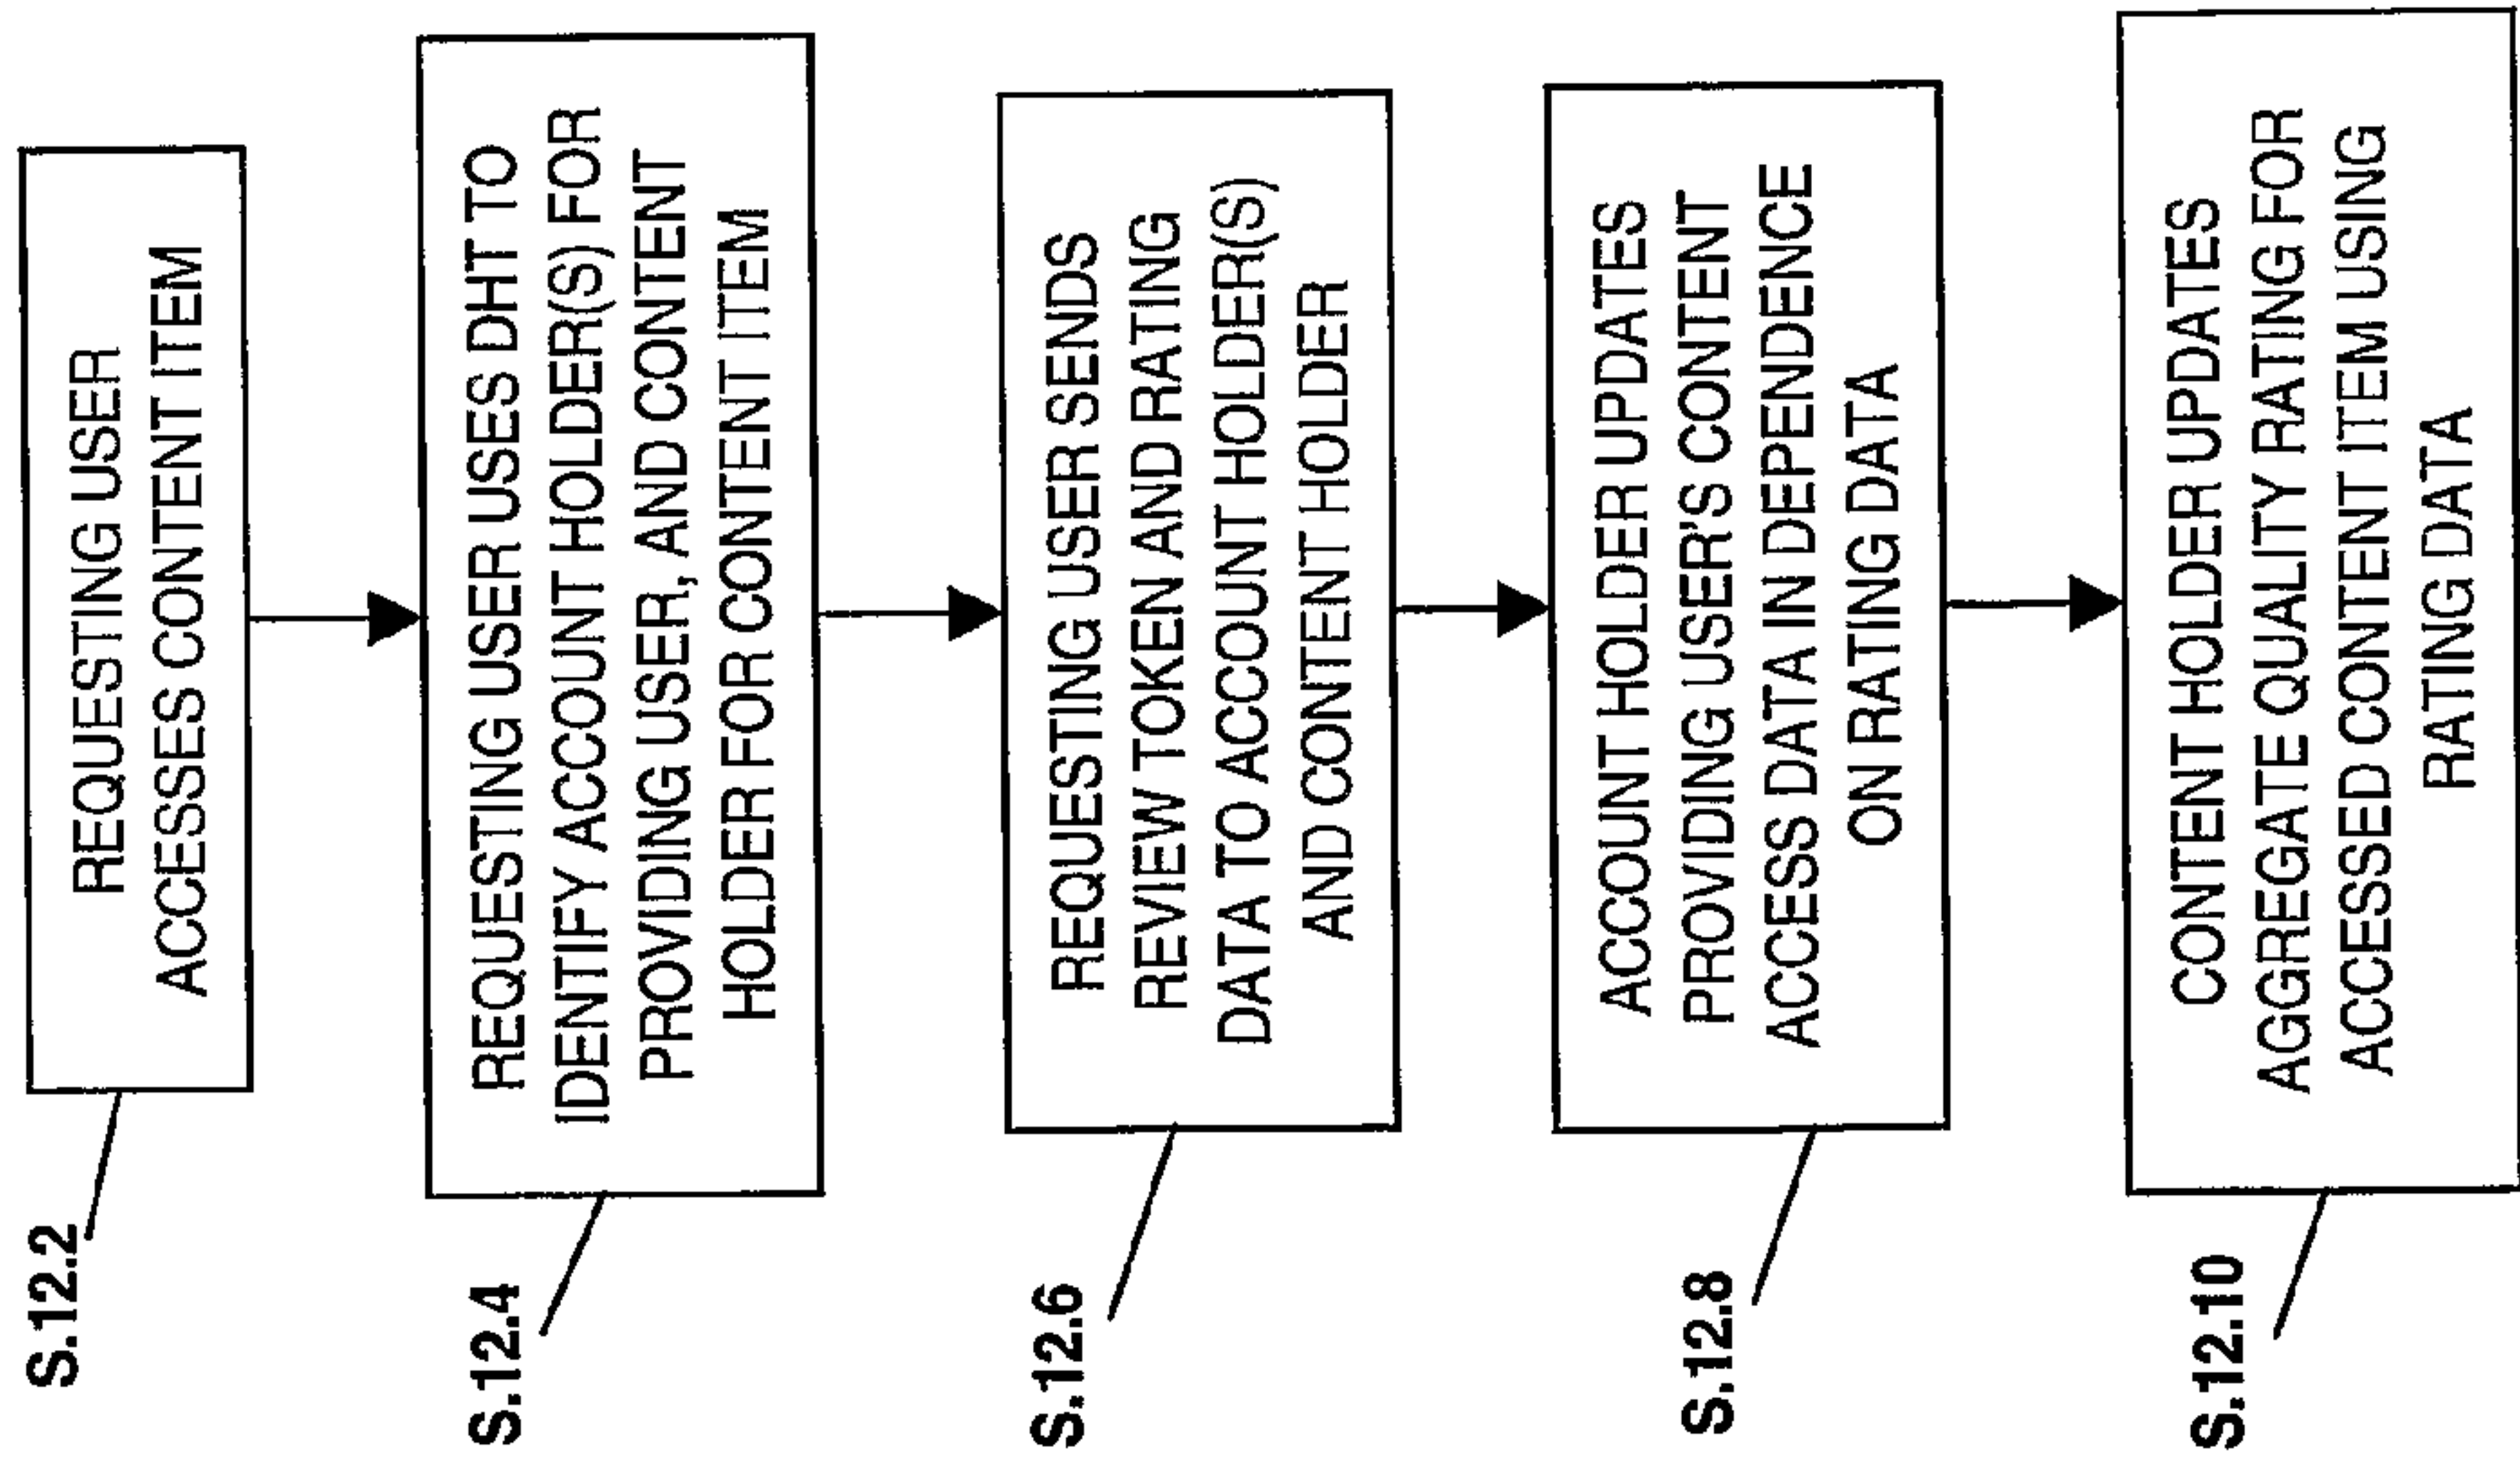 S.12.2
REQUESTING USER
ACCESSES CONTENT ITEM
S.12.4
REQUESTING USER USES DHT TO
IDENTIFY ACCOUNT HOLDER(S) FOR
PROVIDING USER, AND CONTENT
HOLDER FOR CONTENT ITEM
S.12.6
REQUESTING USER SENDS
REVIEW TOKEN AND RATING
DATA TO ACCOUNT HOLDER(S)
AND CONTENT HOLDER
S.12.8
ACCOUNT HOLDER UPDATES
PROVIDING USER'S CONTENT
ACCESS DATA IN DEPENDENCE
ON RATING DATA
S.12.10
CONTENT HOLDER UPDATES
AGGREGATE QUALITY RATING FOR
ACCESSED CONTENT ITEM USING
RATING DATA